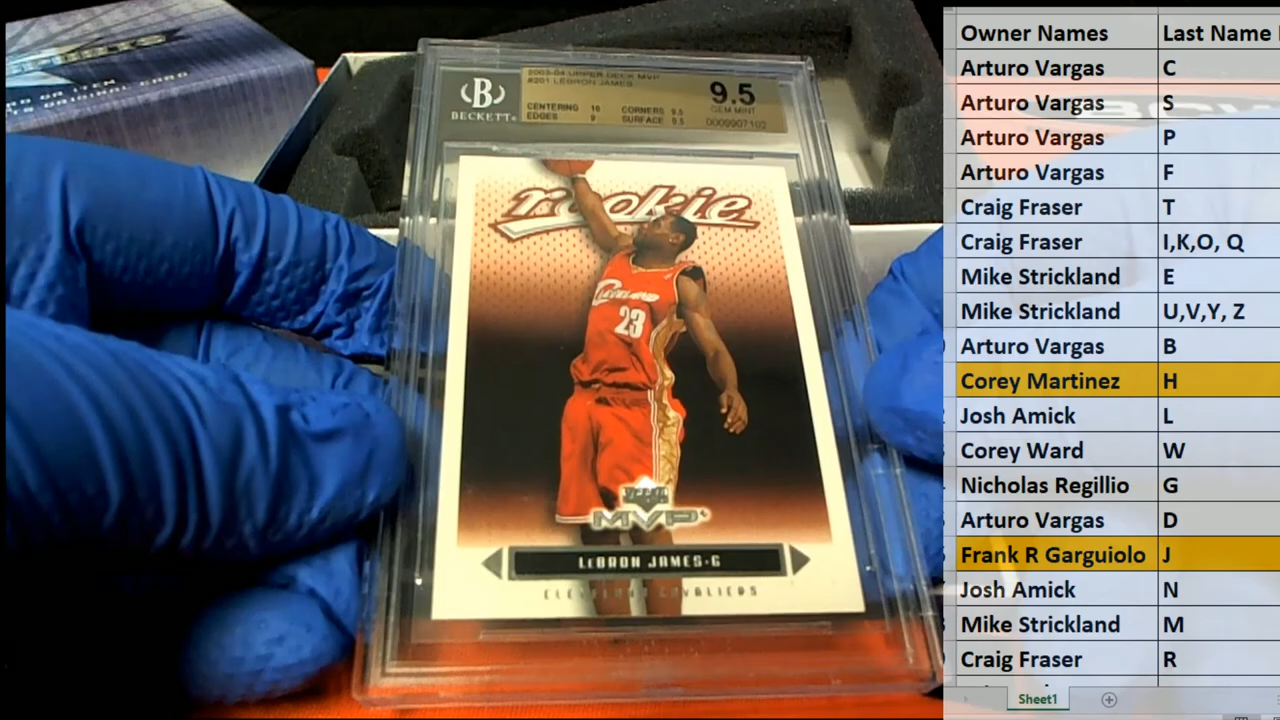 BECKETT
2003-04 UPPER DECK MVP
#201 LEBRON JAMES
CENTERING 10 CORNERS 9.5
EDGES 9 SURFACE 9.5
9.5
GEM MINT
0009907102
rookie
Cleveland
23
MVP
LEBRON JAMES-G
CLEVELAND CAVALIERS
Owner Names Last Name
Arturo Vargas C
Arturo Vargas S
Arturo Vargas P
Arturo Vargas F
Craig Fraser T
Craig Fraser I,K,O, Q
Mike Strickland E
Mike Strickland U,V,Y, Z
Arturo Vargas B
Corey Martinez H
Josh Amick L
Corey Ward W
Nicholas Regillio G
Arturo Vargas D
Frank R Garguiolo J
Josh Amick N
Mike Strickland M
Craig Fraser R
Sheet1